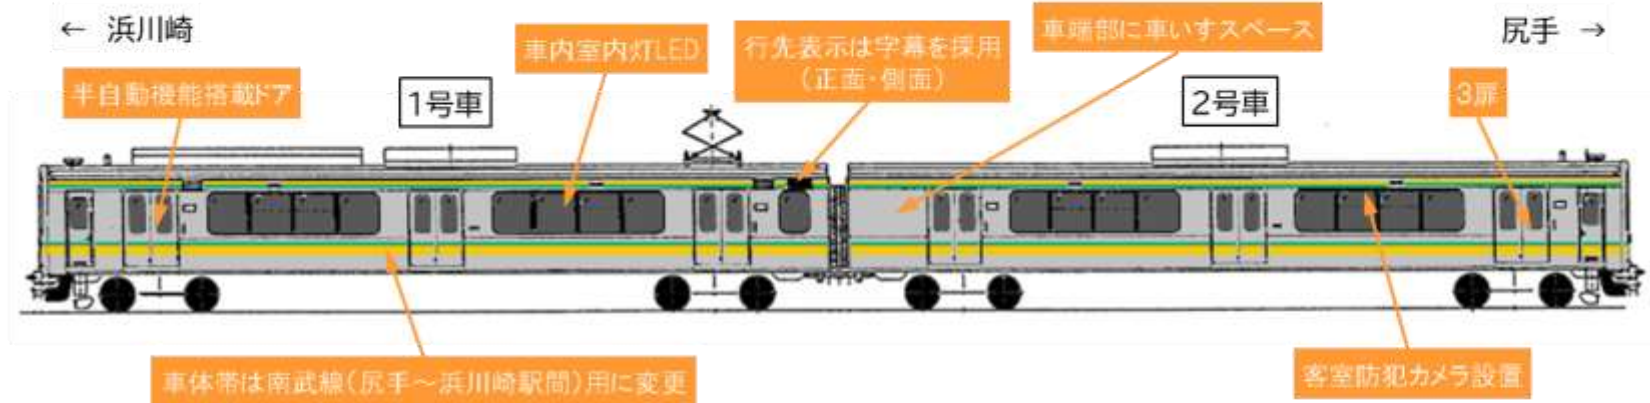 ← 浜川崎
尻手 →
車内室内灯LED
行先表示は字幕を採用
(正面・側面)
車端部に車いすスペース
半自動機能搭載ドア
1号車
2号車
3扉
車体帯は南武線(尻手～浜川崎駅間)用に変更
客室防犯カメラ設置